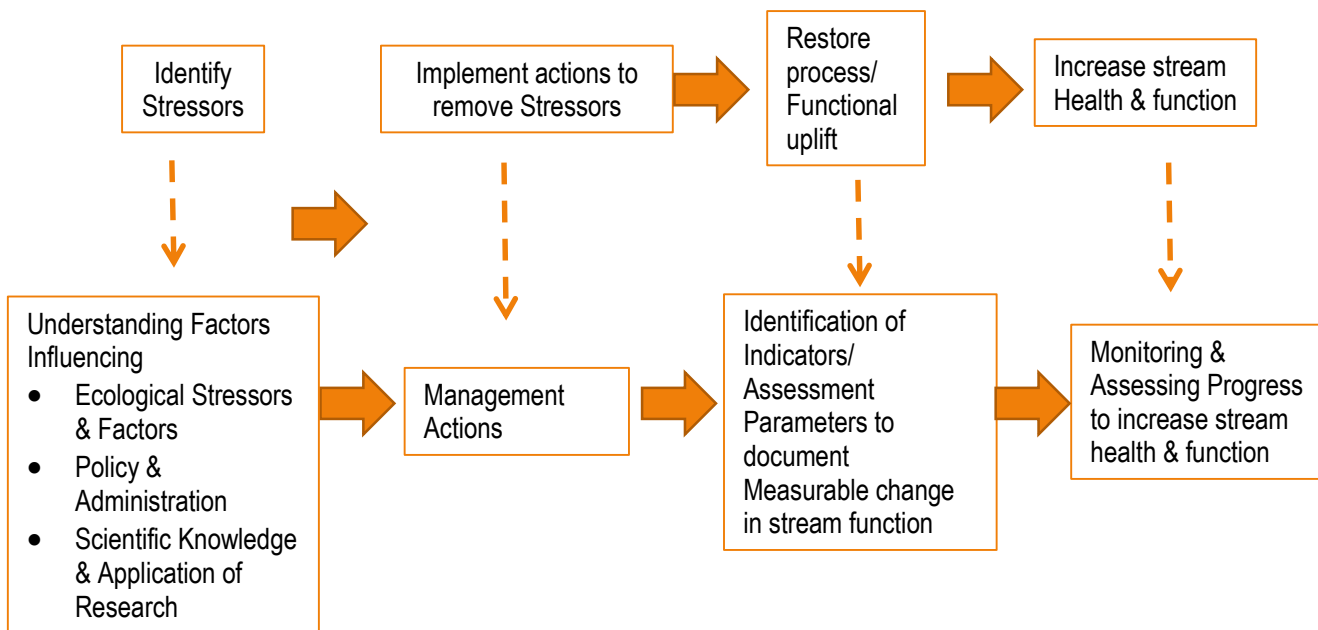 Identify
Stressors
Implement actions to
remove Stressors
Restore
process/
Functional
uplift
Increase stream
Health & function
Understanding Factors
Influencing
• Ecological Stressors
& Factors
• Policy &
Administration
• Scientific Knowledge
& Application of
Research
Management
Actions
Identification of
Indicators/
Assessment
Parameters to
document
Measurable change
in stream function
Monitoring &
Assessing Progress
to increase stream
health & function